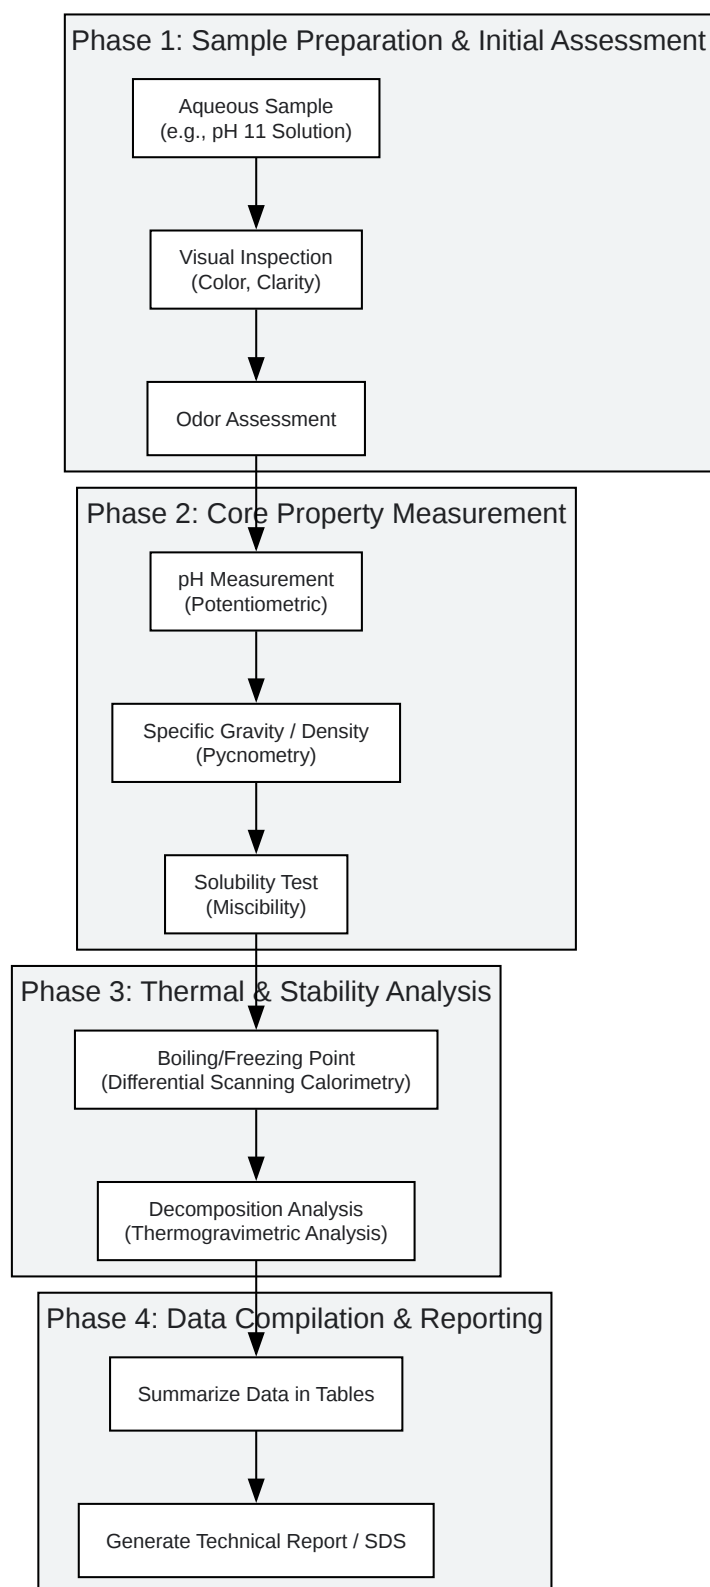 Phase 1: Sample Preparation & Initial Assessment
Aqueous Sample
(e.g., pH 11 Solution)
Visual Inspection
(Color, Clarity)
Odor Assessment
Phase 2: Core Property Measurement
pH Measurement
(Potentiometric)
Specific Gravity / Density
(Pycnometry)
Solubility Test
(Miscibility)
Phase 3: Thermal & Stability Analysis
Boiling/Freezing Point
(Differential Scanning Calorimetry)
Decomposition Analysis
(Thermogravimetric Analysis)
Phase 4: Data Compilation & Reporting
Summarize Data in Tables
Generate Technical Report / SDS